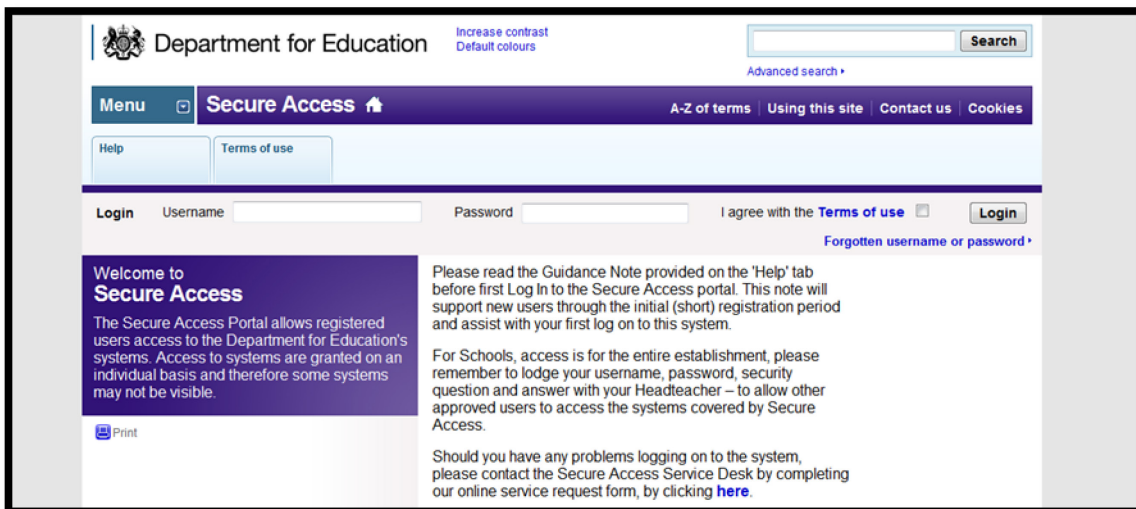 Department for Education
Increase contrast
Default colours
Search
Advanced search
Menu
Secure Access
A-Z of terms
Using this site
Contact us
Cookies
Help
Terms of use
Login
Username
Password
I agree with the Terms of use
Login
Forgotten username or password
Welcome to
Secure Access
The Secure Access Portal allows registered
users access to the Department for Education's
systems. Access to systems are granted on an
individual basis and therefore some systems
may not be visible.
Print
Please read the Guidance Note provided on the 'Help' tab
before first Log In to the Secure Access portal. This note will
support new users through the initial (short) registration period
and assist with your first log on to this system.
For Schools, access is for the entire establishment, please
remember to lodge your username, password, security
question and answer with your Headteacher – to allow other
approved users to access the systems covered by Secure
Access.
Should you have any problems logging on to the system,
please contact the Secure Access Service Desk by completing
our online service request form, by clicking here.